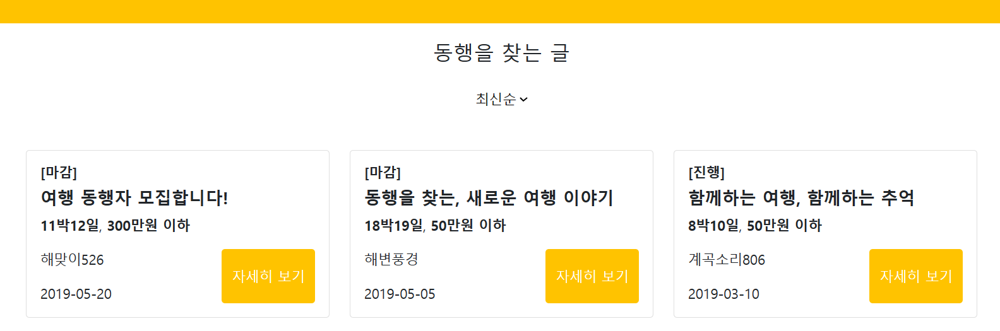 동행을 찾는 글
최신순
[마감]
여행 동행자 모집합니다!
11박12일, 300만원 이하
해맞이526
2019-05-20
자세히 보기
[마감]
동행을 찾는, 새로운 여행 이야기
18박19일, 50만원 이하
해변풍경
2019-05-05
자세히 보기
[진행]
함께하는 여행, 함께하는 추억
8박10일, 50만원 이하
계곡소리806
2019-03-10
자세히 보기